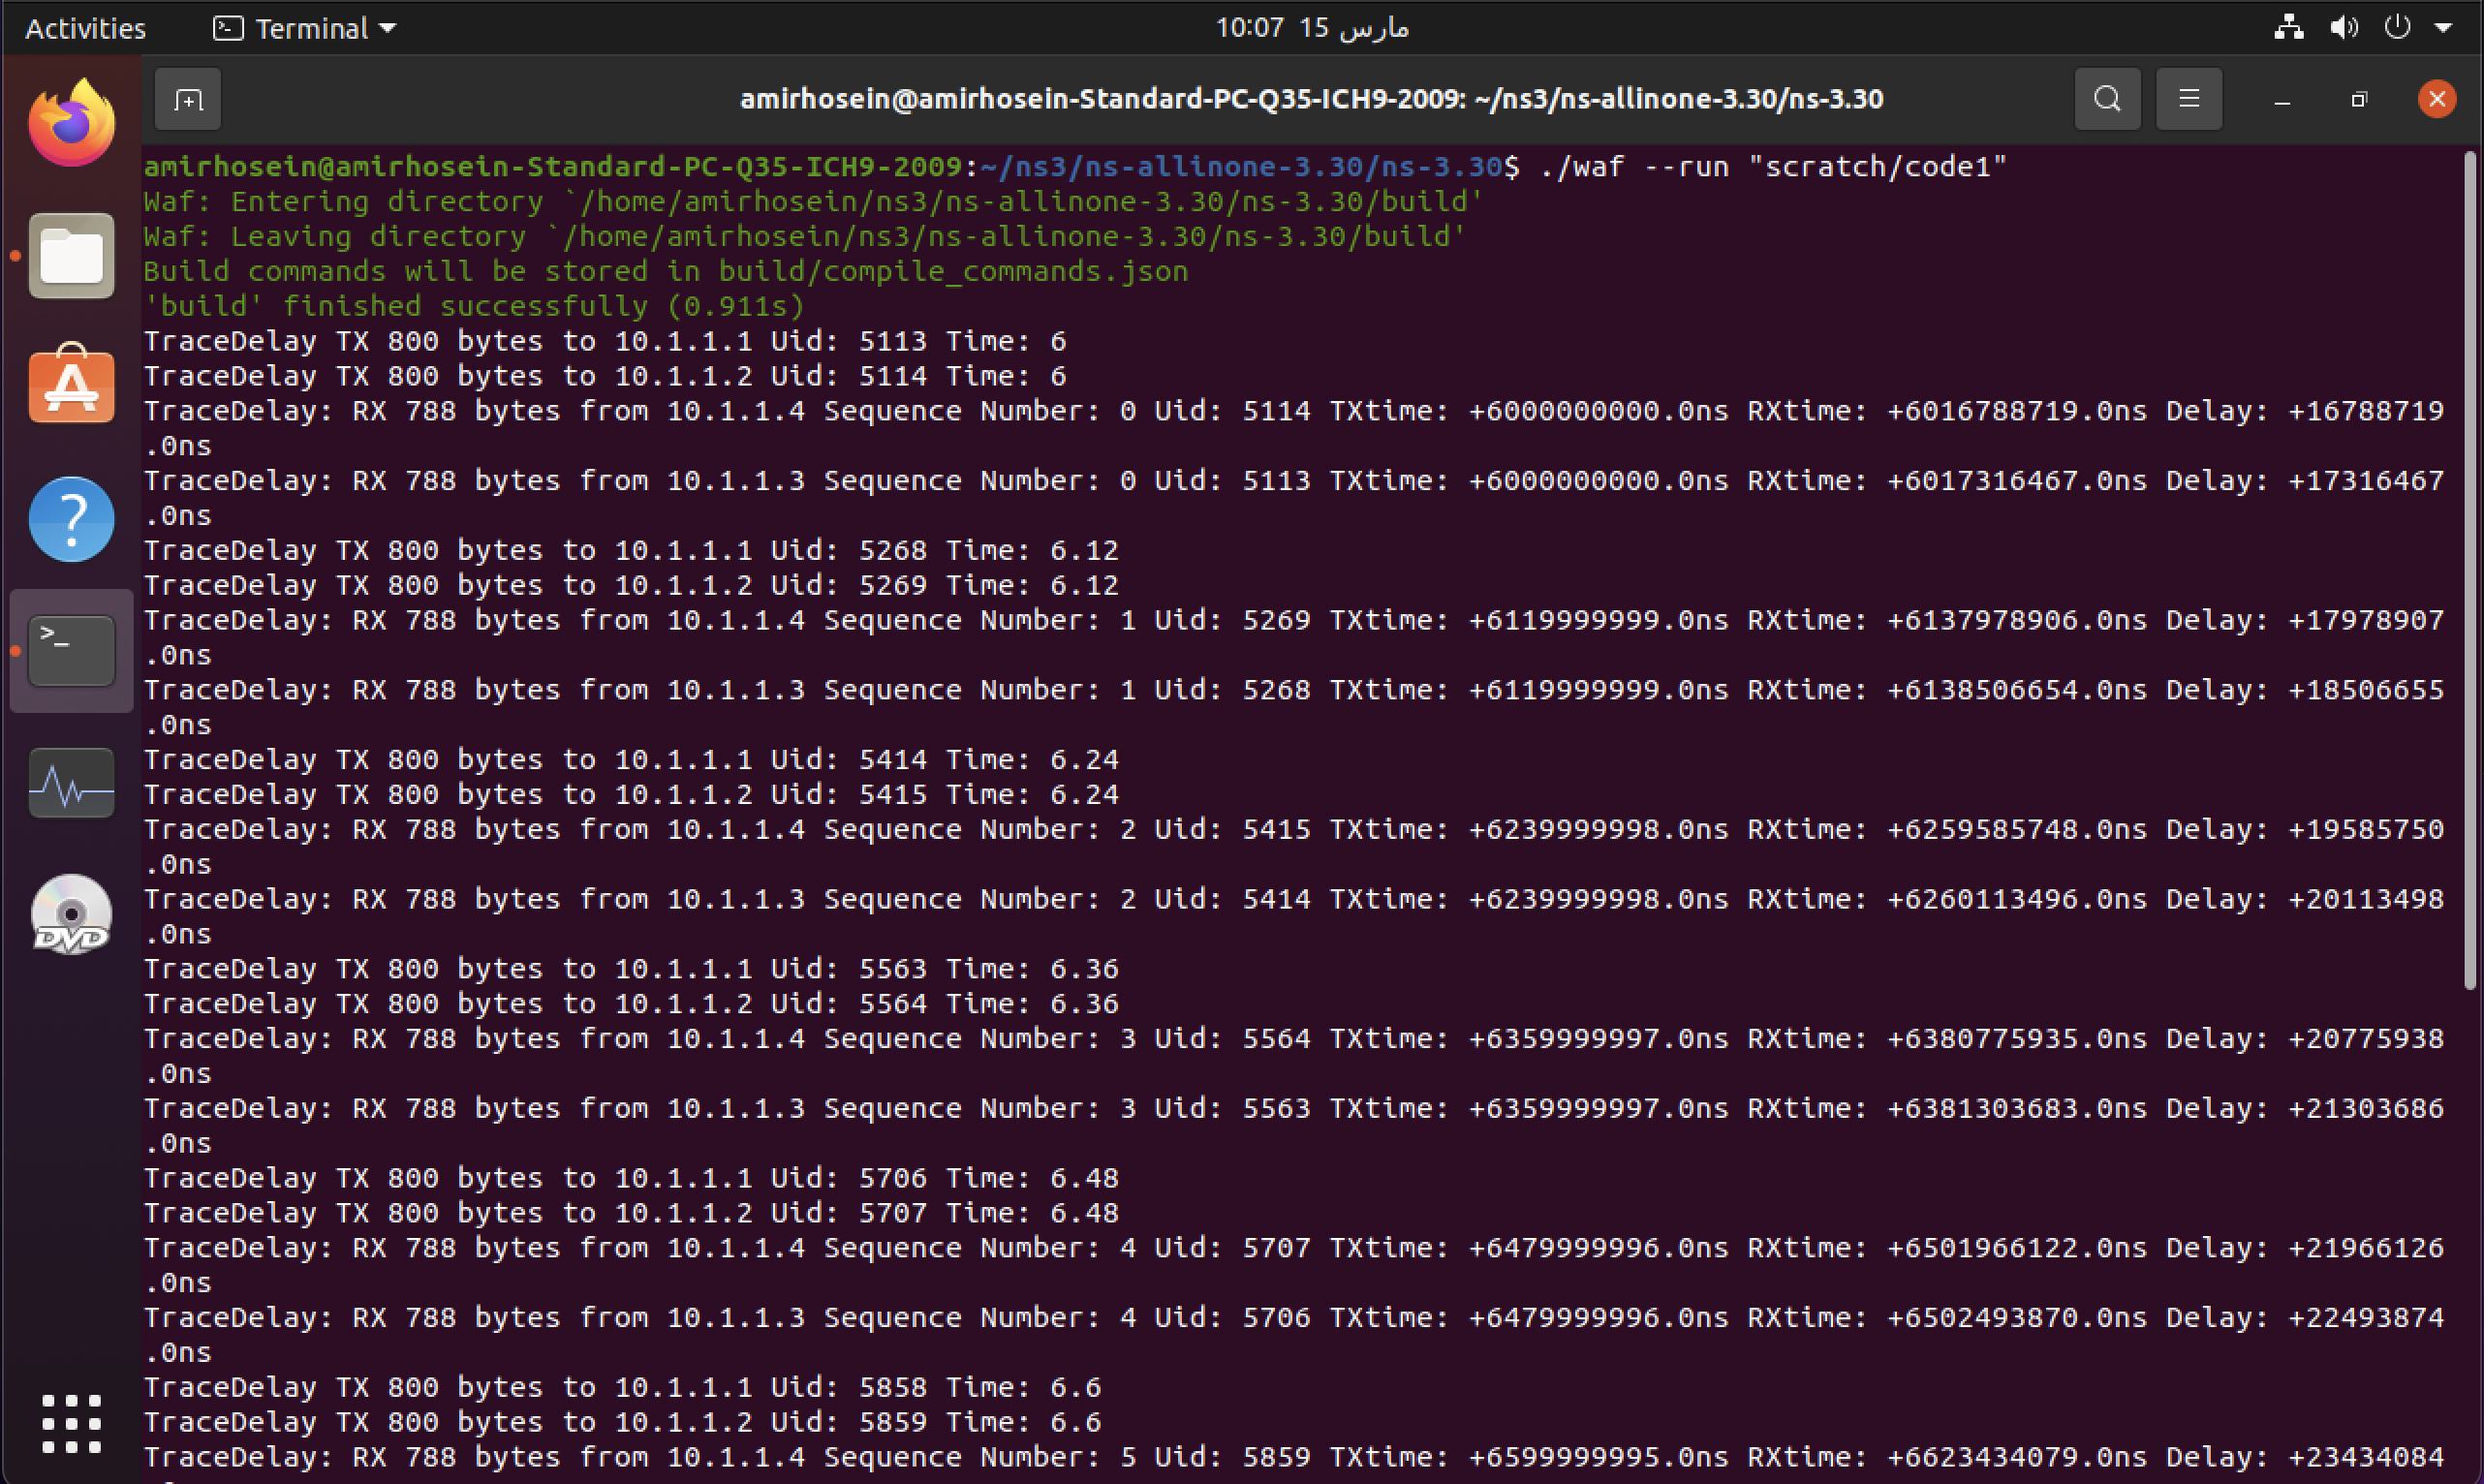 Activities
Terminal
10:07 15 مارس
amirhosein@amirhosein-Standard-PC-Q35-ICH9-2009: ~/ns3/ns-allinone-3.30/ns-3.30
amirhosein@amirhosein-Standard-PC-Q35-ICH9-2009:~/ns3/ns-allinone-3.30/ns-3.30$ ./waf --run "scratch/code1"
Waf: Entering directory `/home/amirhosein/ns3/ns-allinone-3.30/ns-3.30/build'
Waf: Leaving directory `/home/amirhosein/ns3/ns-allinone-3.30/ns-3.30/build'
Build commands will be stored in build/compile_commands.json
'build' finished successfully (0.911s)
TraceDelay TX 800 bytes to 10.1.1.1 Uid: 5113 Time: 6
TraceDelay TX 800 bytes to 10.1.1.2 Uid: 5114 Time: 6
TraceDelay: RX 788 bytes from 10.1.1.4 Sequence Number: 0 Uid: 5114 TXtime: +6000000000.0ns RXtime: +6016788719.0ns Delay: +16788719
.0ns
TraceDelay: RX 788 bytes from 10.1.1.3 Sequence Number: 0 Uid: 5113 TXtime: +6000000000.0ns RXtime: +6017316467.0ns Delay: +17316467
.0ns
TraceDelay TX 800 bytes to 10.1.1.1 Uid: 5268 Time: 6.12
TraceDelay TX 800 bytes to 10.1.1.2 Uid: 5269 Time: 6.12
TraceDelay: RX 788 bytes from 10.1.1.4 Sequence Number: 1 Uid: 5269 TXtime: +6119999999.0ns RXtime: +6137978906.0ns Delay: +17978907
.0ns
TraceDelay: RX 788 bytes from 10.1.1.3 Sequence Number: 1 Uid: 5268 TXtime: +6119999999.0ns RXtime: +6138506654.0ns Delay: +18506655
.0ns
TraceDelay TX 800 bytes to 10.1.1.1 Uid: 5414 Time: 6.24
TraceDelay TX 800 bytes to 10.1.1.2 Uid: 5415 Time: 6.24
TraceDelay: RX 788 bytes from 10.1.1.4 Sequence Number: 2 Uid: 5415 TXtime: +6239999998.0ns RXtime: +6259585748.0ns Delay: +19585750
.0ns
TraceDelay: RX 788 bytes from 10.1.1.3 Sequence Number: 2 Uid: 5414 TXtime: +6239999998.0ns RXtime: +6260113496.0ns Delay: +20113498
.0ns
TraceDelay TX 800 bytes to 10.1.1.1 Uid: 5563 Time: 6.36
TraceDelay TX 800 bytes to 10.1.1.2 Uid: 5564 Time: 6.36
TraceDelay: RX 788 bytes from 10.1.1.4 Sequence Number: 3 Uid: 5564 TXtime: +6359999997.0ns RXtime: +6380775935.0ns Delay: +20775938
.0ns
TraceDelay: RX 788 bytes from 10.1.1.3 Sequence Number: 3 Uid: 5563 TXtime: +6359999997.0ns RXtime: +6381303683.0ns Delay: +21303686
.0ns
TraceDelay TX 800 bytes to 10.1.1.1 Uid: 5706 Time: 6.48
TraceDelay TX 800 bytes to 10.1.1.2 Uid: 5707 Time: 6.48
TraceDelay: RX 788 bytes from 10.1.1.4 Sequence Number: 4 Uid: 5707 TXtime: +6479999996.0ns RXtime: +6501966122.0ns Delay: +21966126
.0ns
TraceDelay: RX 788 bytes from 10.1.1.3 Sequence Number: 4 Uid: 5706 TXtime: +6479999996.0ns RXtime: +6502493870.0ns Delay: +22493874
.0ns
TraceDelay TX 800 bytes to 10.1.1.1 Uid: 5858 Time: 6.6
TraceDelay TX 800 bytes to 10.1.1.2 Uid: 5859 Time: 6.6
TraceDelay: RX 788 bytes from 10.1.1.4 Sequence Number: 5 Uid: 5859 TXtime: +6599999995.0ns RXtime: +6623434079.0ns Delay: +23434084
DVD